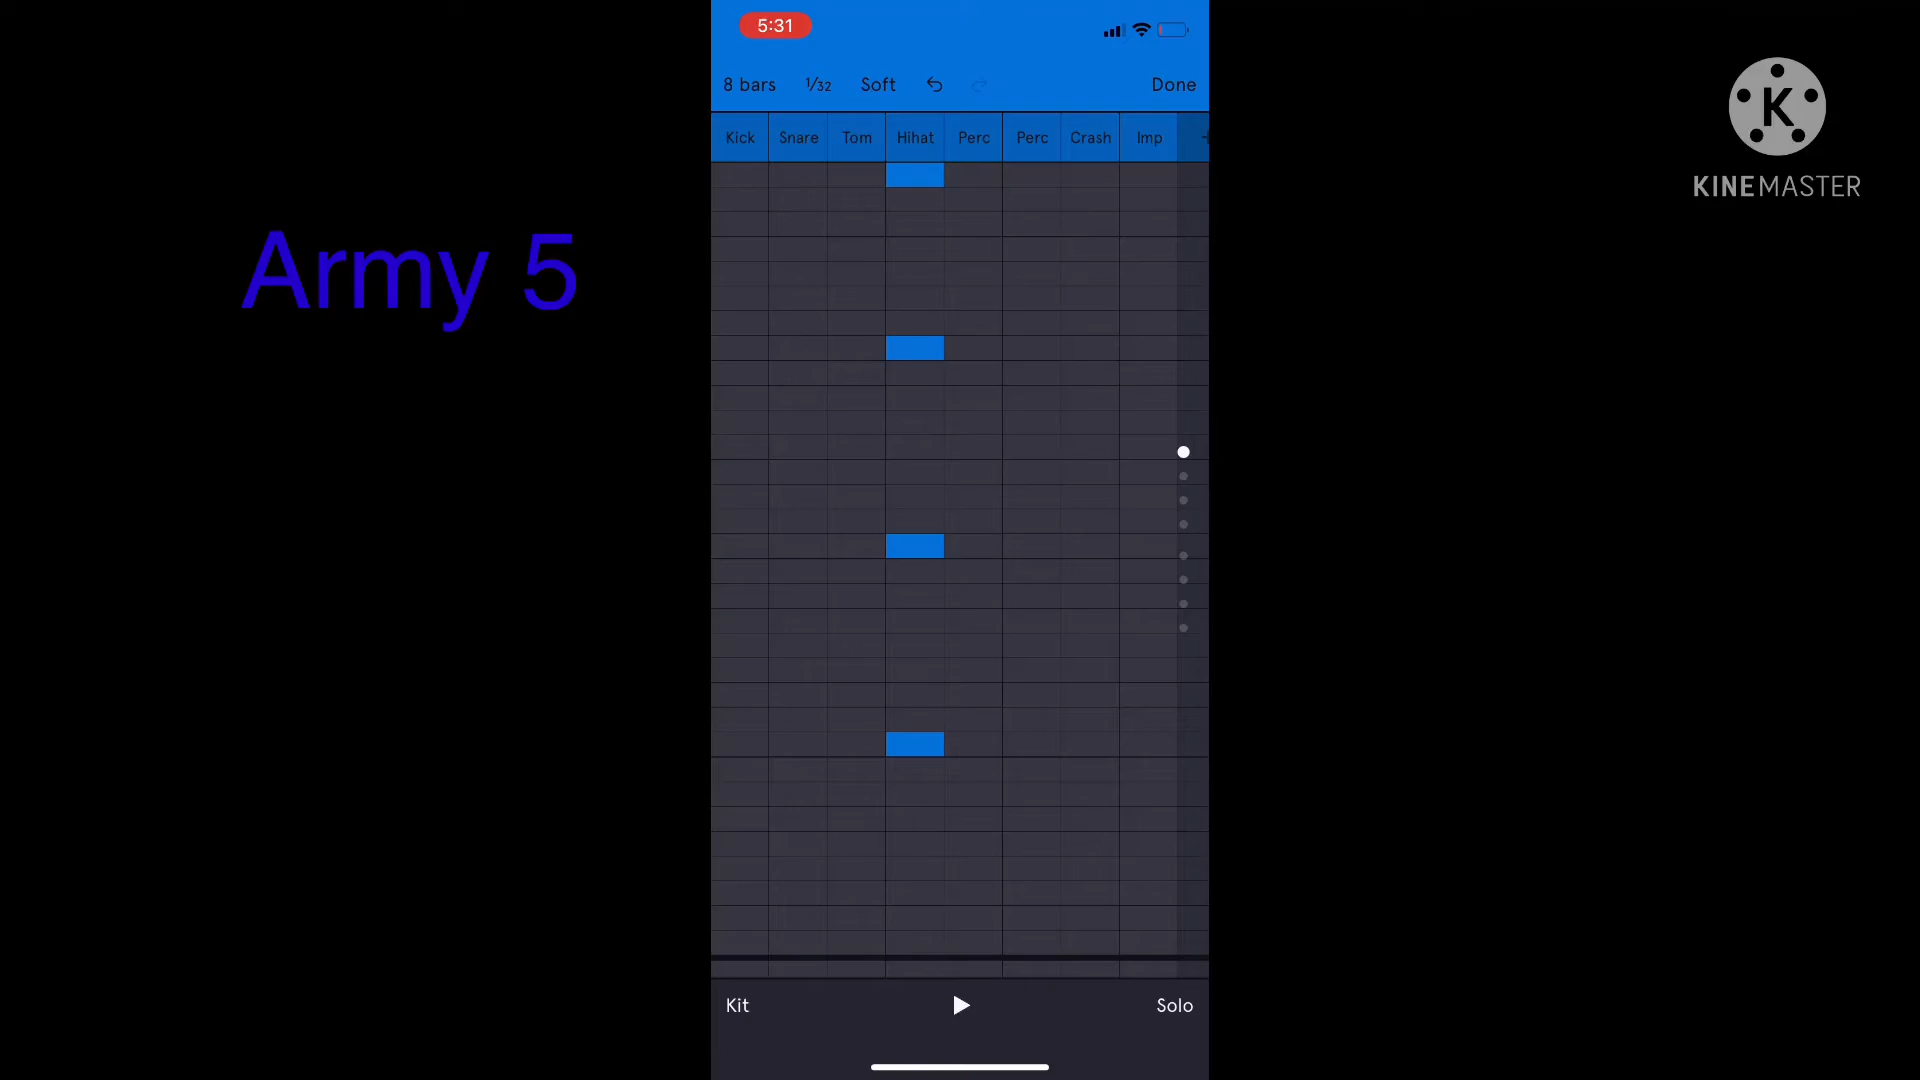 5:31
8 bars 1/32 Soft Done
Kick Snare Tom Hihat Perc Perc Crash Imp +
Army 5
K
KINEMASTER
Kit Solo